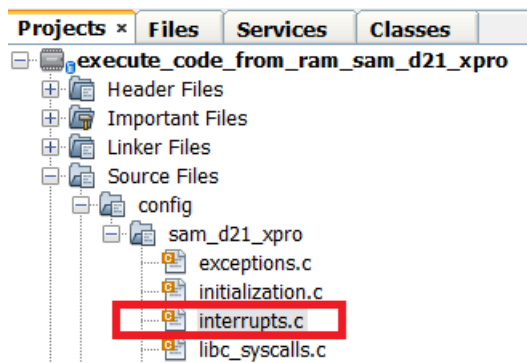 Projects × Files Services Classes
execute_code_from_ram_sam_d21_xpro
Header Files
Important Files
Linker Files
Source Files
config
sam_d21_xpro
exceptions.c
initialization.c
interrupts.c
libc_syscalls.c